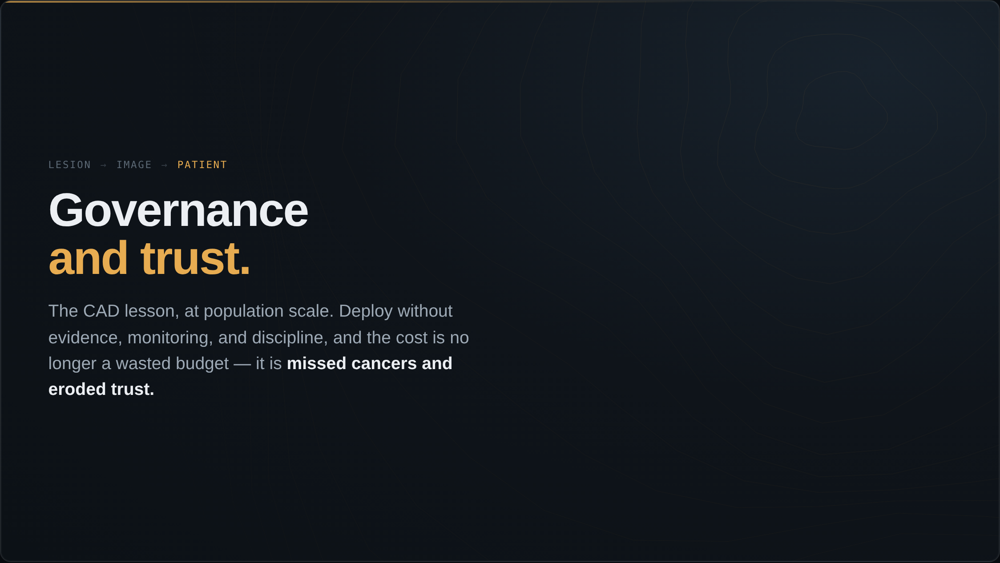 LESION → IMAGE → PATIENT
Governance
and trust.
The CAD lesson, at population scale. Deploy without
evidence, monitoring, and discipline, and the cost is no
longer a wasted budget — it is missed cancers and
eroded trust.